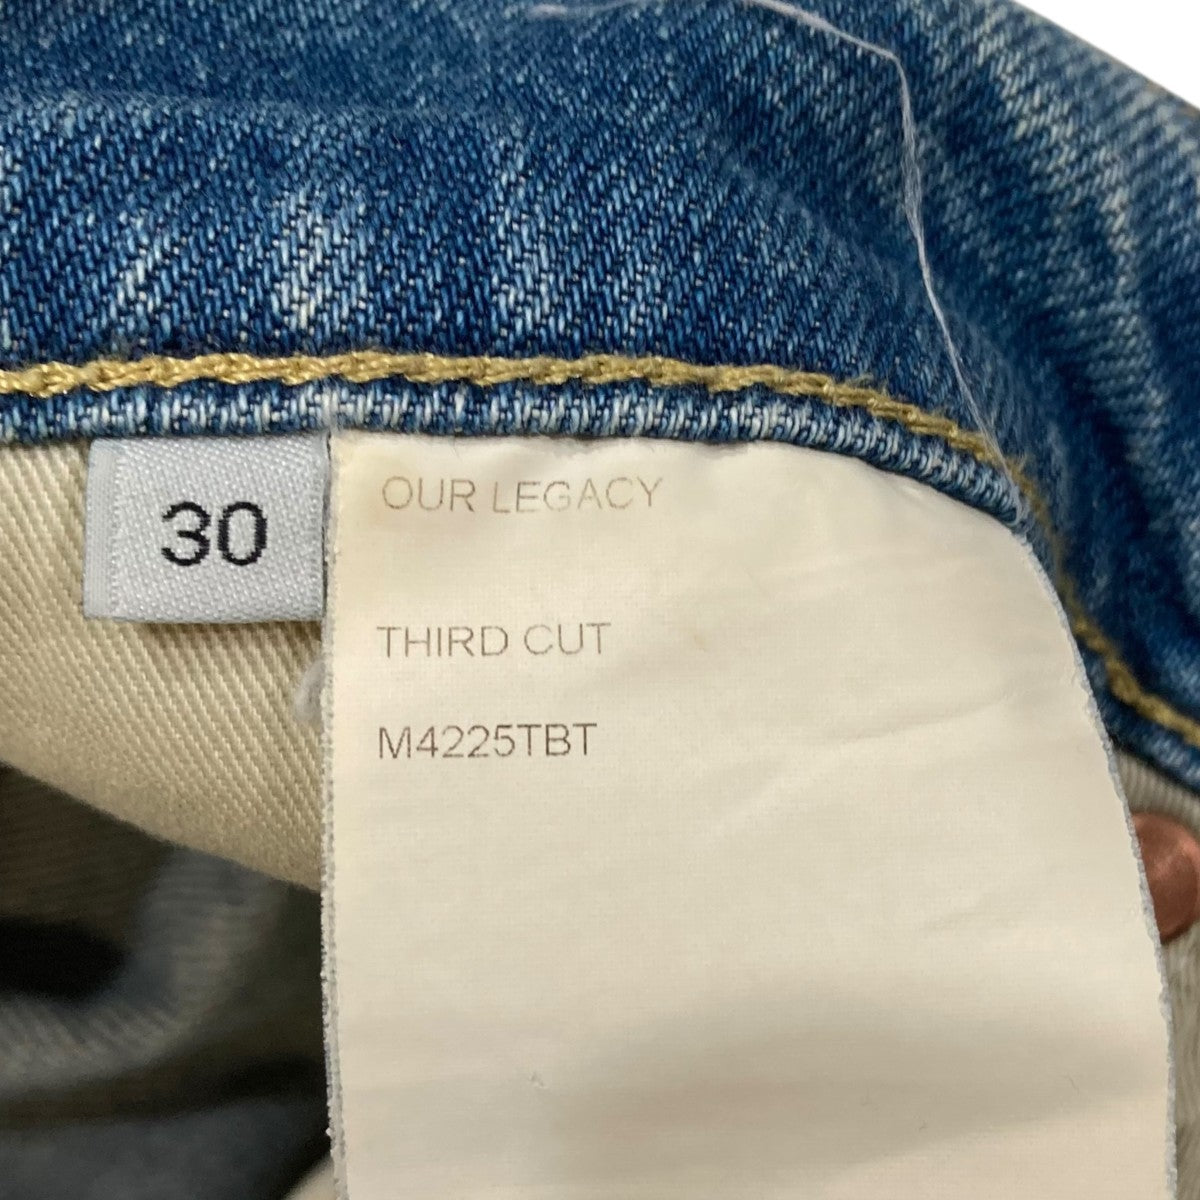 30
OUR LEGACY
THIRD CUT
M4225TBT